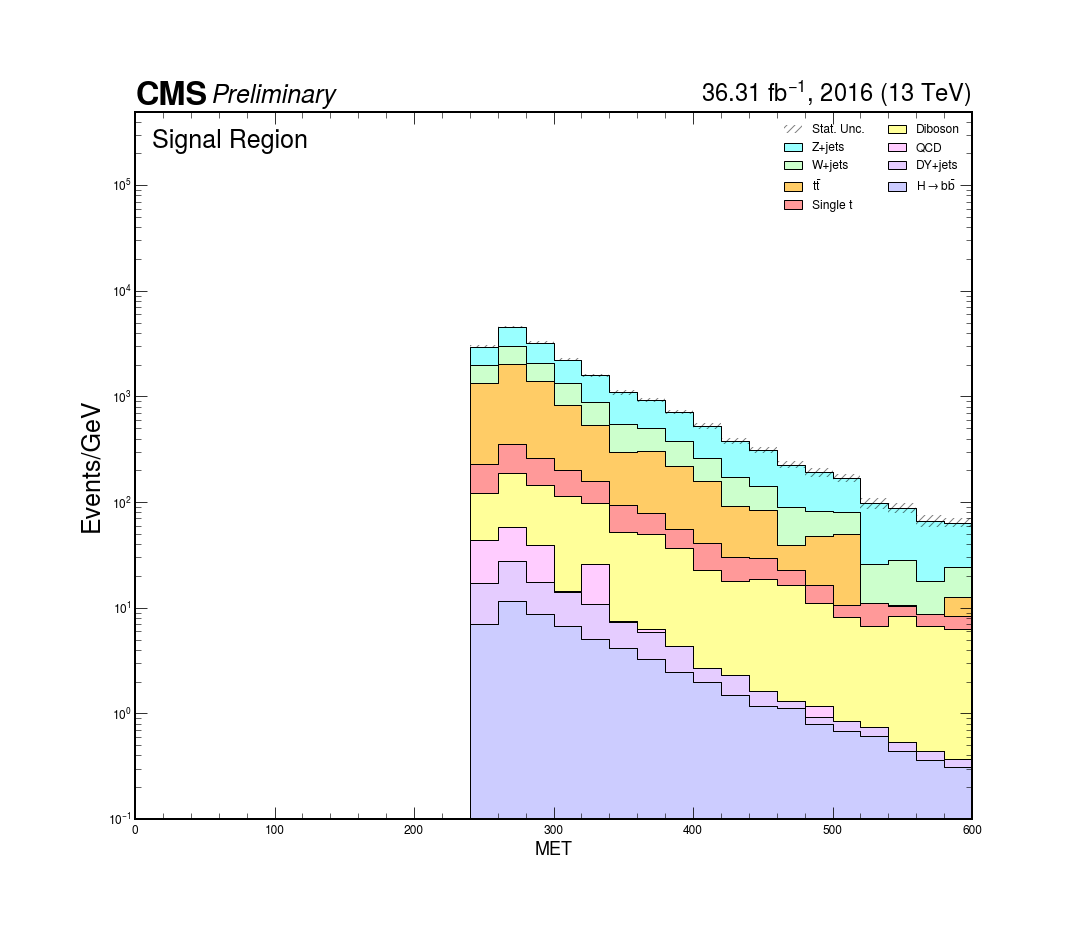 CMS Preliminary 36.31 fb⁻¹, 2016 (13 TeV)
Signal Region
Stat. Unc.
Z+jets
W+jets
tt̄
Single t
Diboson
QCD
DY+jets
H→bb̄
Events/GeV
10⁵
10⁴
10³
10²
10¹
10⁰
10⁻¹
0 100 200 300 400 500 600
MET